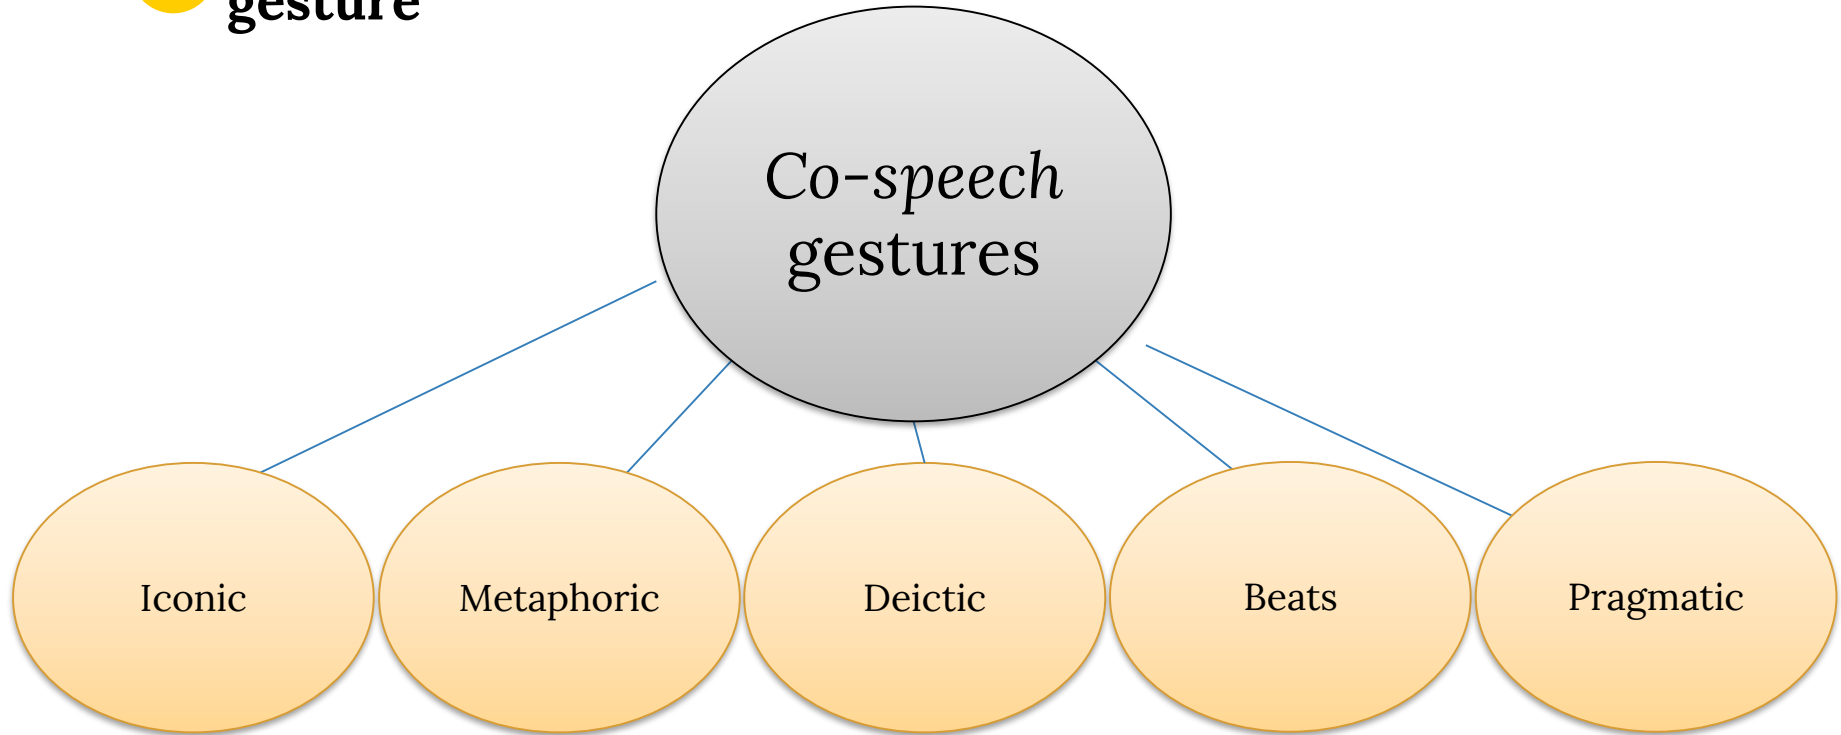 gesture
Co-speech
gestures
Iconic
Metaphoric
Deictic
Beats
Pragmatic